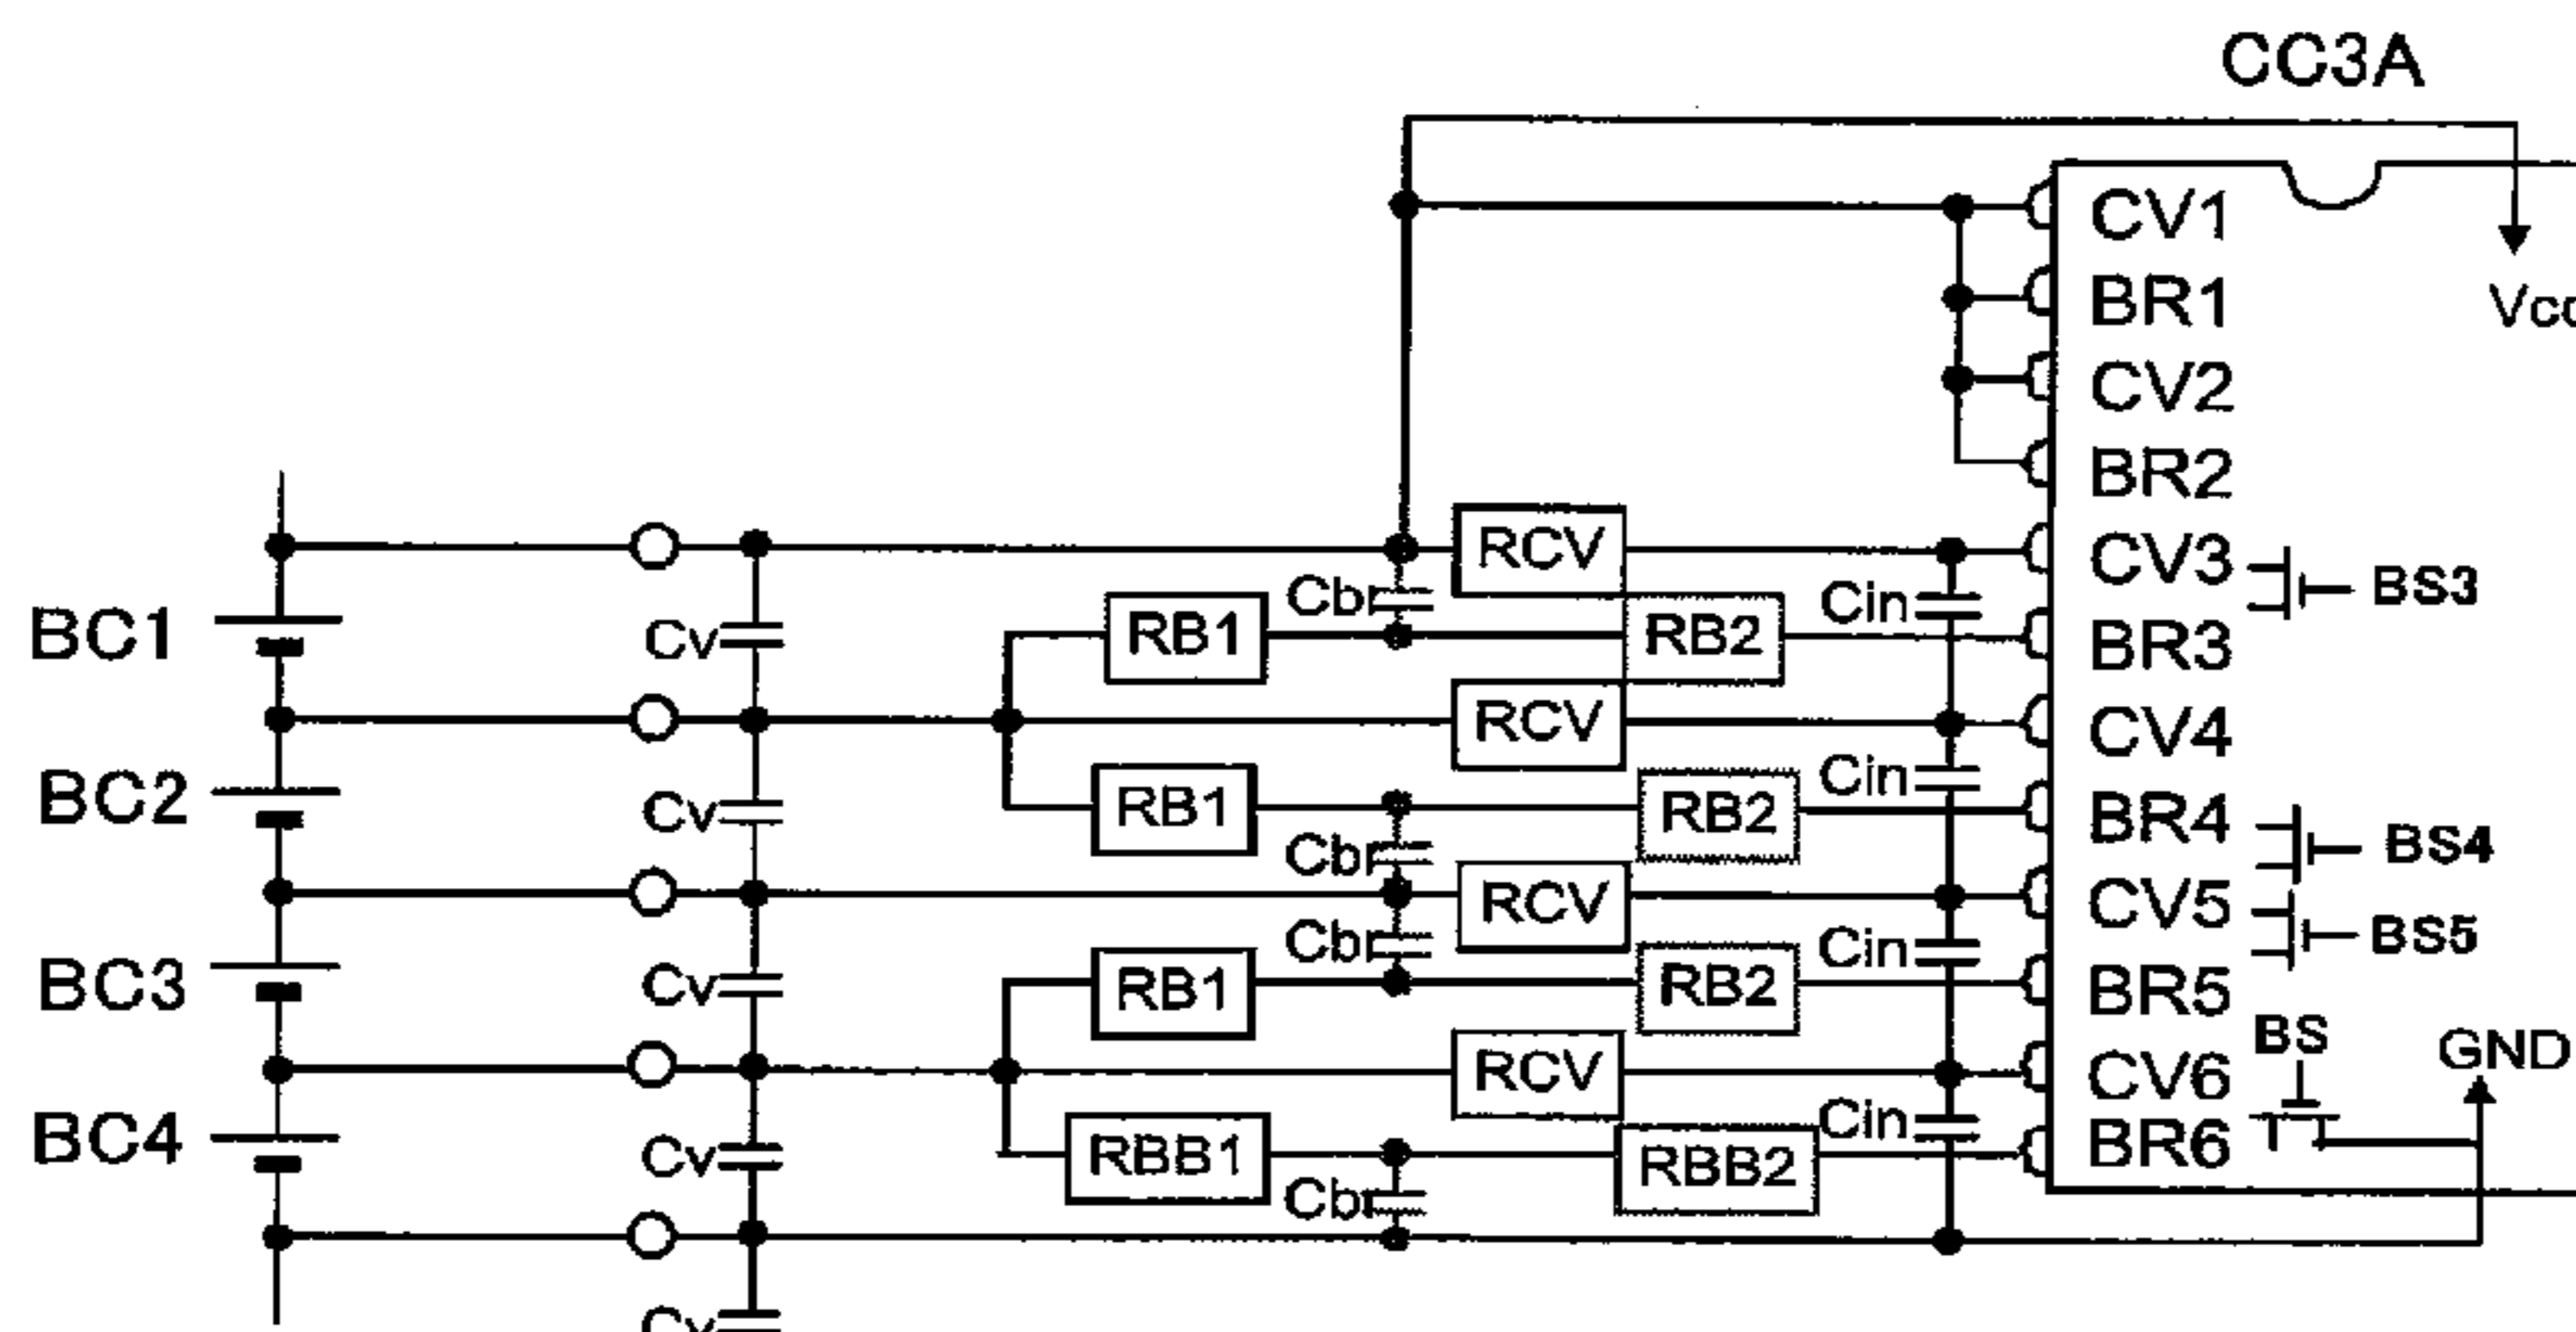 CC3A
CV1
BR1
Vcc
CV2
BR2
RCV
CV3
BS3
BC1
Cv
RB1
Cbr
RB2
Cin
BR3
RCV
CV4
BC2
Cv
RB1
Cbr
RB2
Cin
BR4
BS4
RCV
CV5
BS5
BC3
Cv
RB1
Cbr
RB2
Cin
BR5
BS
GND
RCV
CV6
BC4
Cv
RBB1
Cbr
RBB2
Cin
BR6
Cv